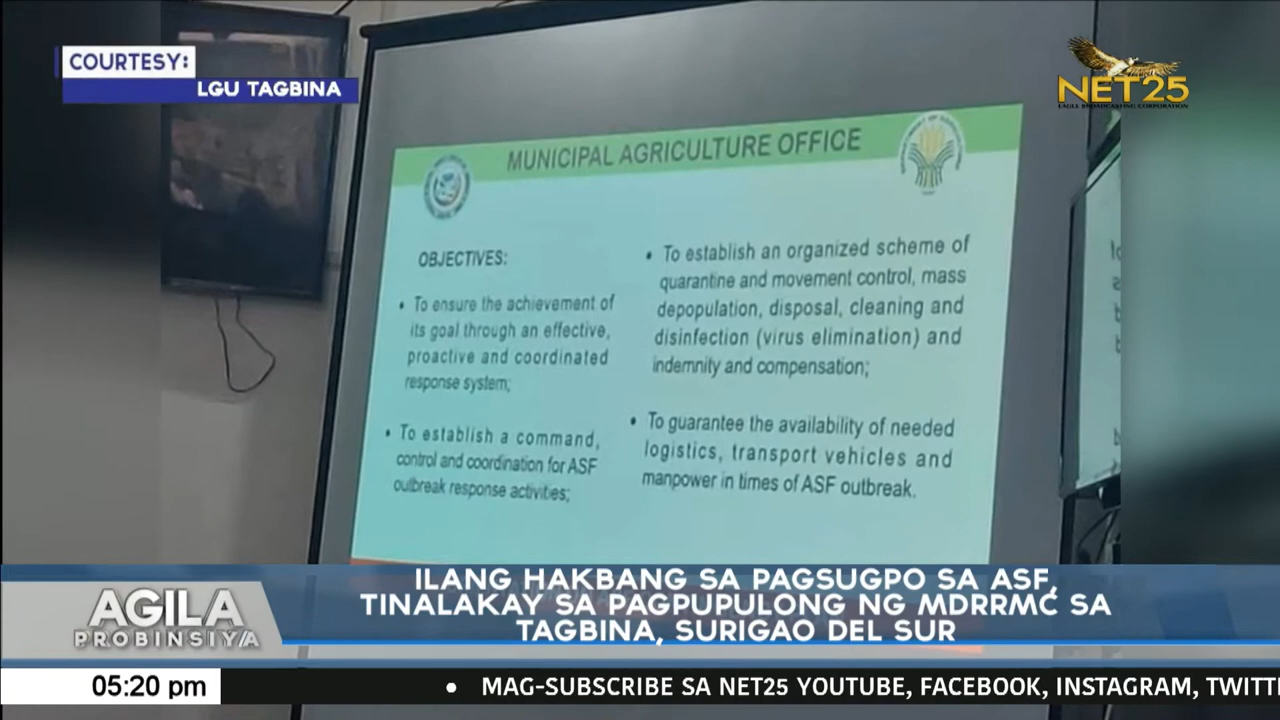 COURTESY:
LGU TAGBINA
NET25
EAGLE BROADCASTING CORPORATION
MUNICIPAL AGRICULTURE OFFICE
OBJECTIVES:
• To ensure the achievement of
its goal through an effective,
proactive and coordinated
response system;
• To establish a command,
control and coordination for ASF
outbreak response activities;
• To establish an organized scheme of
quarantine and movement control, mass
depopulation, disposal, cleaning and
disinfection (virus elimination) and
indemnity and compensation;
• To guarantee the availability of needed
logistics, transport vehicles and
manpower in times of ASF outbreak.
ILANG HAKBANG SA PAGSUGPO SA ASF,
TINALAKAY SA PAGPUPULONG NG MDRRMC SA
TAGBINA, SURIGAO DEL SUR
AGILA
PROBINSIYA
05:20 pm
• MAG-SUBSCRIBE SA NET25 YOUTUBE, FACEBOOK, INSTAGRAM, TWITT